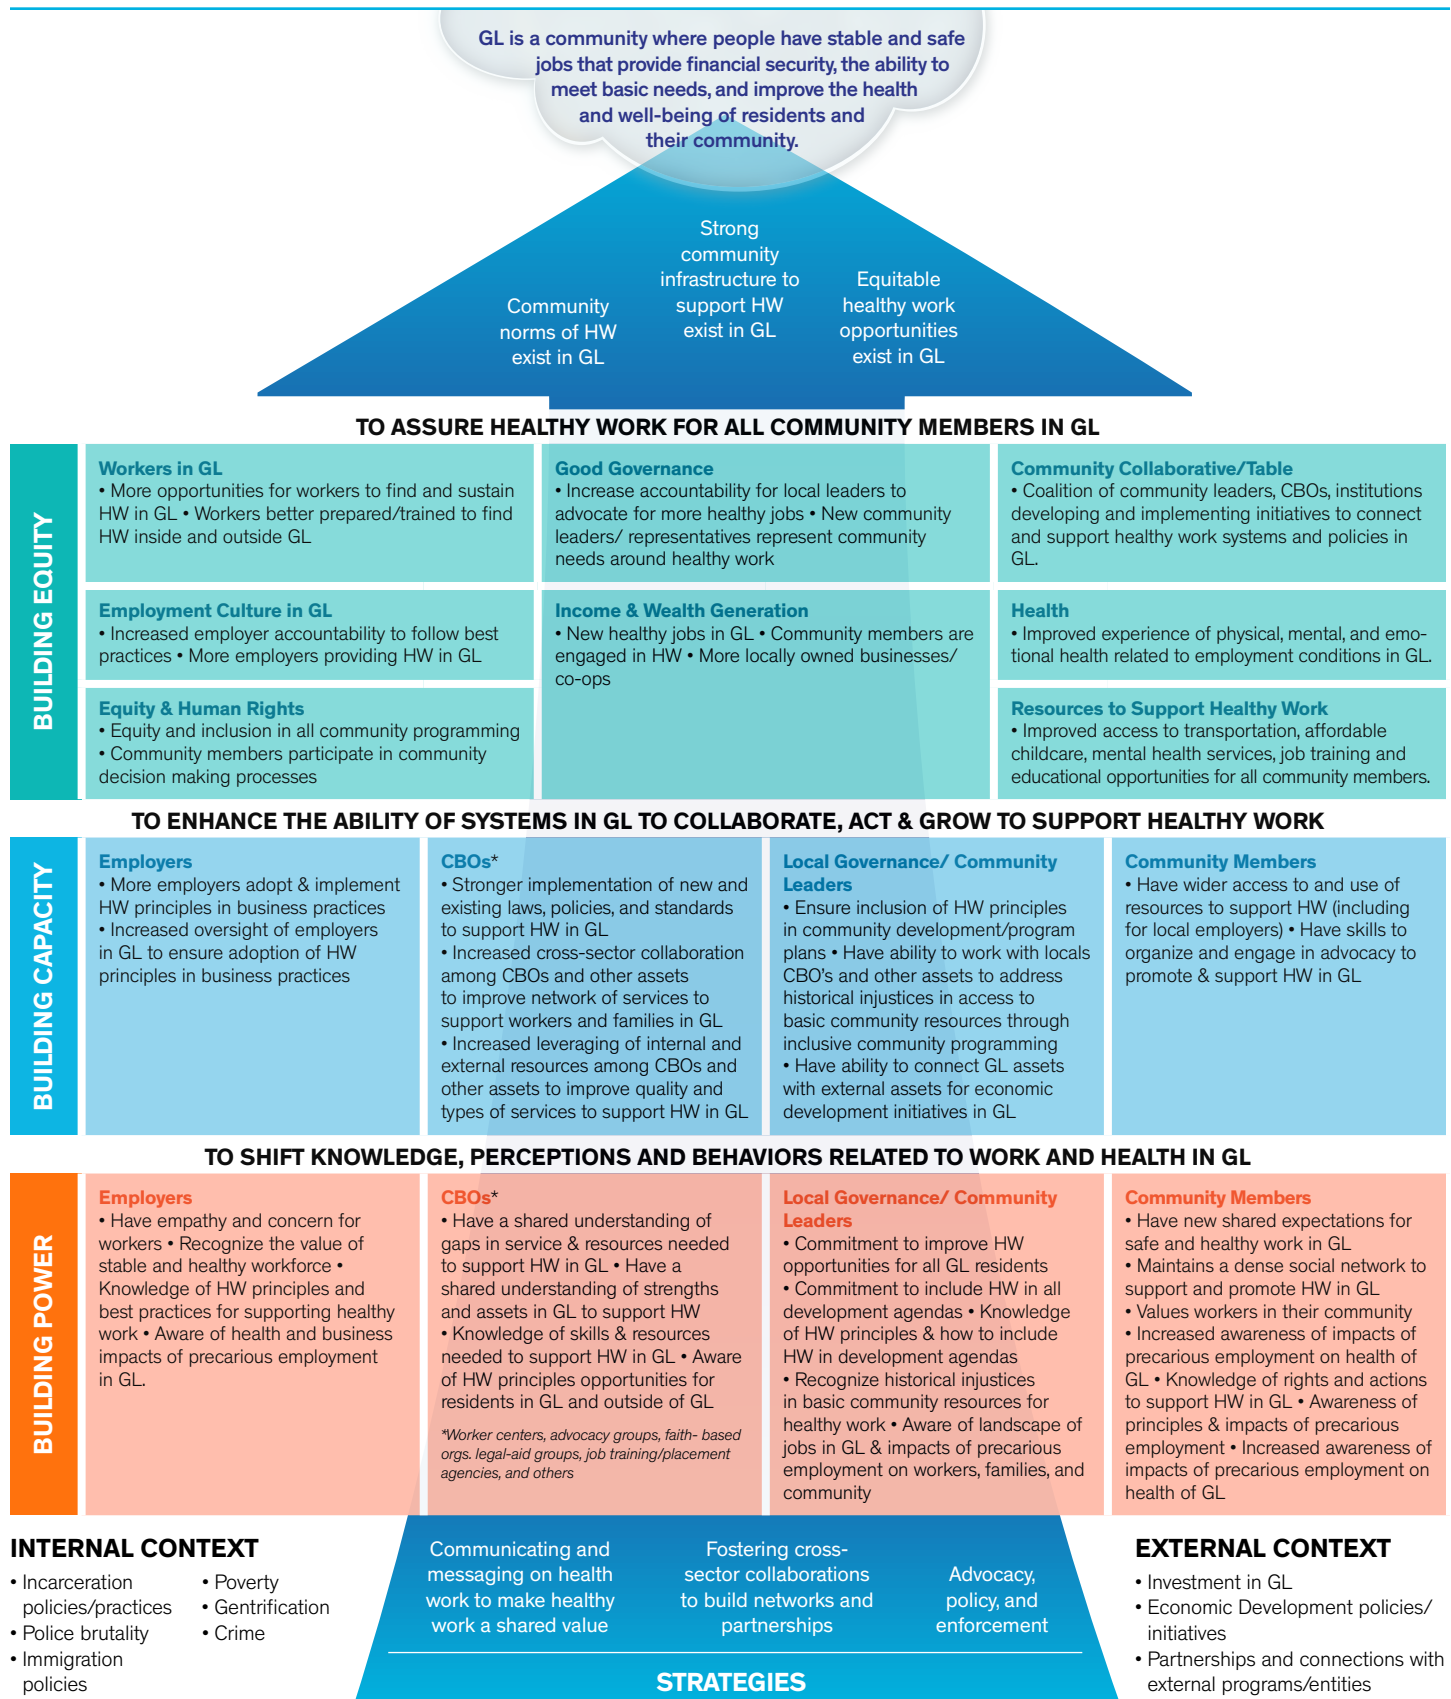 GL is a community where people have stable and safe
jobs that provide financial security, the ability to
meet basic needs, and improve the health
and well-being of residents and
their community.
Community
norms of HW
exist in GL
Strong
community
infrastructure to
support HW
exist in GL
Equitable
healthy work
opportunities
exist in GL
TO ASSURE HEALTHY WORK FOR ALL COMMUNITY MEMBERS IN GL
BUILDING EQUITY
Workers in GL
• More opportunities for workers to find and sustain
HW in GL • Workers better prepared/trained to find
HW inside and outside GL
Good Governance
• Increase accountability for local leaders to
advocate for more healthy jobs • New community
leaders/ representatives represent community
needs around healthy work
Community Collaborative/Table
• Coalition of community leaders, CBOs, institutions
developing and implementing initiatives to connect
and support healthy work systems and policies in
GL.
Employment Culture in GL
• Increased employer accountability to follow best
practices • More employers providing HW in GL
Income & Wealth Generation
• New healthy jobs in GL • Community members are
engaged in HW • More locally owned businesses/
co-ops
Health
• Improved experience of physical, mental, and emo-
tional health related to employment conditions in GL.
Equity & Human Rights
• Equity and inclusion in all community programming
• Community members participate in community
decision making processes
Resources to Support Healthy Work
• Improved access to transportation, affordable
childcare, mental health services, job training and
educational opportunities for all community members.
TO ENHANCE THE ABILITY OF SYSTEMS IN GL TO COLLABORATE, ACT & GROW TO SUPPORT HEALTHY WORK
BUILDING CAPACITY
Employers
• More employers adopt & implement
HW principles in business practices
• Increased oversight of employers
in GL to ensure adoption of HW
principles in business practices
CBOs*
• Stronger implementation of new and
existing laws, policies, and standards
to support HW in GL
• Increased cross-sector collaboration
among CBOs and other assets
to improve network of services to
support workers and families in GL
• Increased leveraging of internal and
external resources among CBOs and
other assets to improve quality and
types of services to support HW in GL
Local Governance/ Community
Leaders
• Ensure inclusion of HW principles
in community development/program
plans • Have ability to work with locals
CBO's and other assets to address
historical injustices in access to
basic community resources through
inclusive community programming
• Have ability to connect GL assets
with external assets for economic
development initiatives in GL
Community Members
• Have wider access to and use of
resources to support HW (including
for local employers) • Have skills to
organize and engage in advocacy to
promote & support HW in GL
TO SHIFT KNOWLEDGE, PERCEPTIONS AND BEHAVIORS RELATED TO WORK AND HEALTH IN GL
BUILDING POWER
Employers
• Have empathy and concern for
workers • Recognize the value of
stable and healthy workforce •
Knowledge of HW principles and
best practices for supporting healthy
work • Aware of health and business
impacts of precarious employment
in GL.
CBOs*
• Have a shared understanding of
gaps in service & resources needed
to support HW in GL • Have a
shared understanding of strengths
and assets in GL to support HW
• Knowledge of skills & resources
needed to support HW in GL • Aware
of HW principles opportunities for
residents in GL and outside of GL
*Worker centers, advocacy groups, faith- based
orgs. legal-aid groups, job training/placement
agencies, and others
Local Governance/ Community
Leaders
• Commitment to improve HW
opportunities for all GL residents
• Commitment to include HW in all
development agendas • Knowledge
of HW principles & how to include
HW in development agendas
• Recognize historical injustices
in basic community resources for
healthy work • Aware of landscape of
jobs in GL & impacts of precarious
employment on workers, families, and
community
Community Members
• Have new shared expectations for
safe and healthy work in GL
• Maintains a dense social network to
support and promote HW in GL
• Values workers in their community
• Increased awareness of impacts of
precarious employment on health of
GL • Knowledge of rights and actions
to support HW in GL • Awareness of
principles & impacts of precarious
employment • Increased awareness of
impacts of precarious employment on
health of GL
INTERNAL CONTEXT
• Incarceration
policies/practices
• Police brutality
• Immigration
policies
• Poverty
• Gentrification
• Crime
Communicating and
messaging on health
work to make healthy
work a shared value
Fostering cross-
sector collaborations
to build networks and
partnerships
Advocacy,
policy, and
enforcement
STRATEGIES
EXTERNAL CONTEXT
• Investment in GL
• Economic Development policies/
initiatives
• Partnerships and connections with
external programs/entities